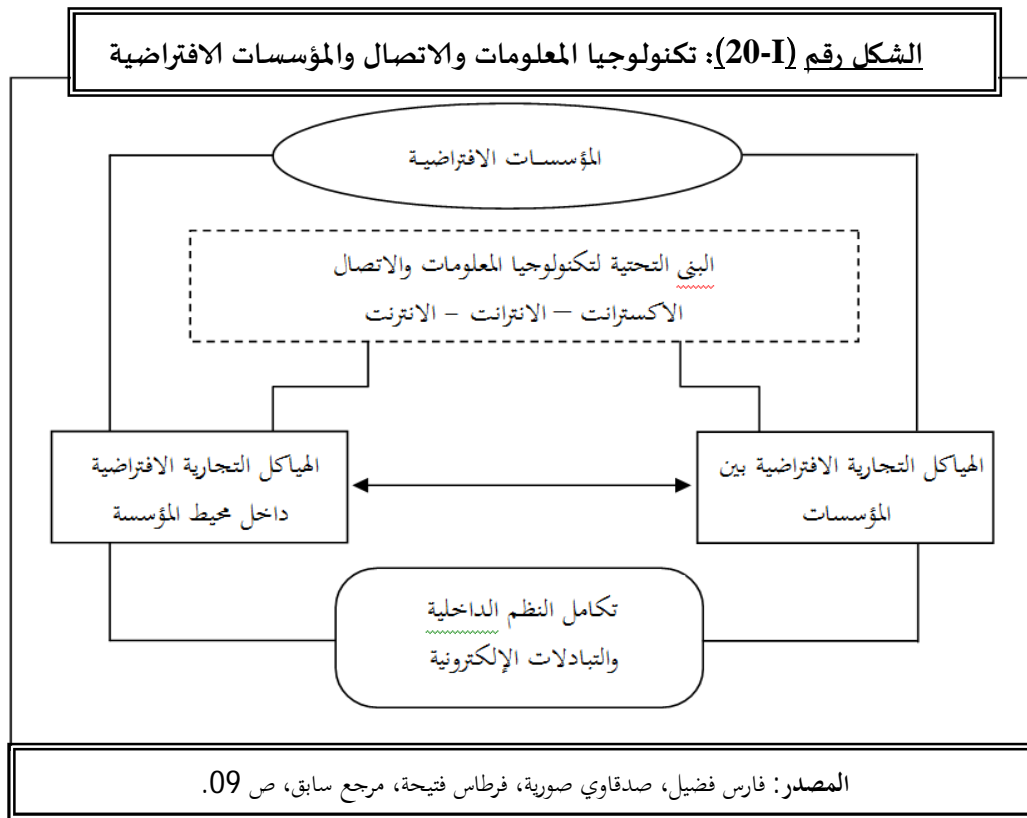 الشكل رقم (I-20): تكنولوجيا المعلومات والاتصال والمؤسسات الافتراضية
المؤسسـات الافتراضيـة
البنى التحتية لتكنولوجيا المعلومات والاتصال
الاكسترانت – الانترانت – الانترنت
الهياكل التجارية الافتراضية بين
المؤسسات
الهياكل التجارية الافتراضية
داخل محيط المؤسسة
تكامل النظم الداخلية
والتبادلات الإلكترونية
المصدر: فارس فضيل، صدقاوي صورية، فرطاس فتيحة، مرجع سابق، ص 09.